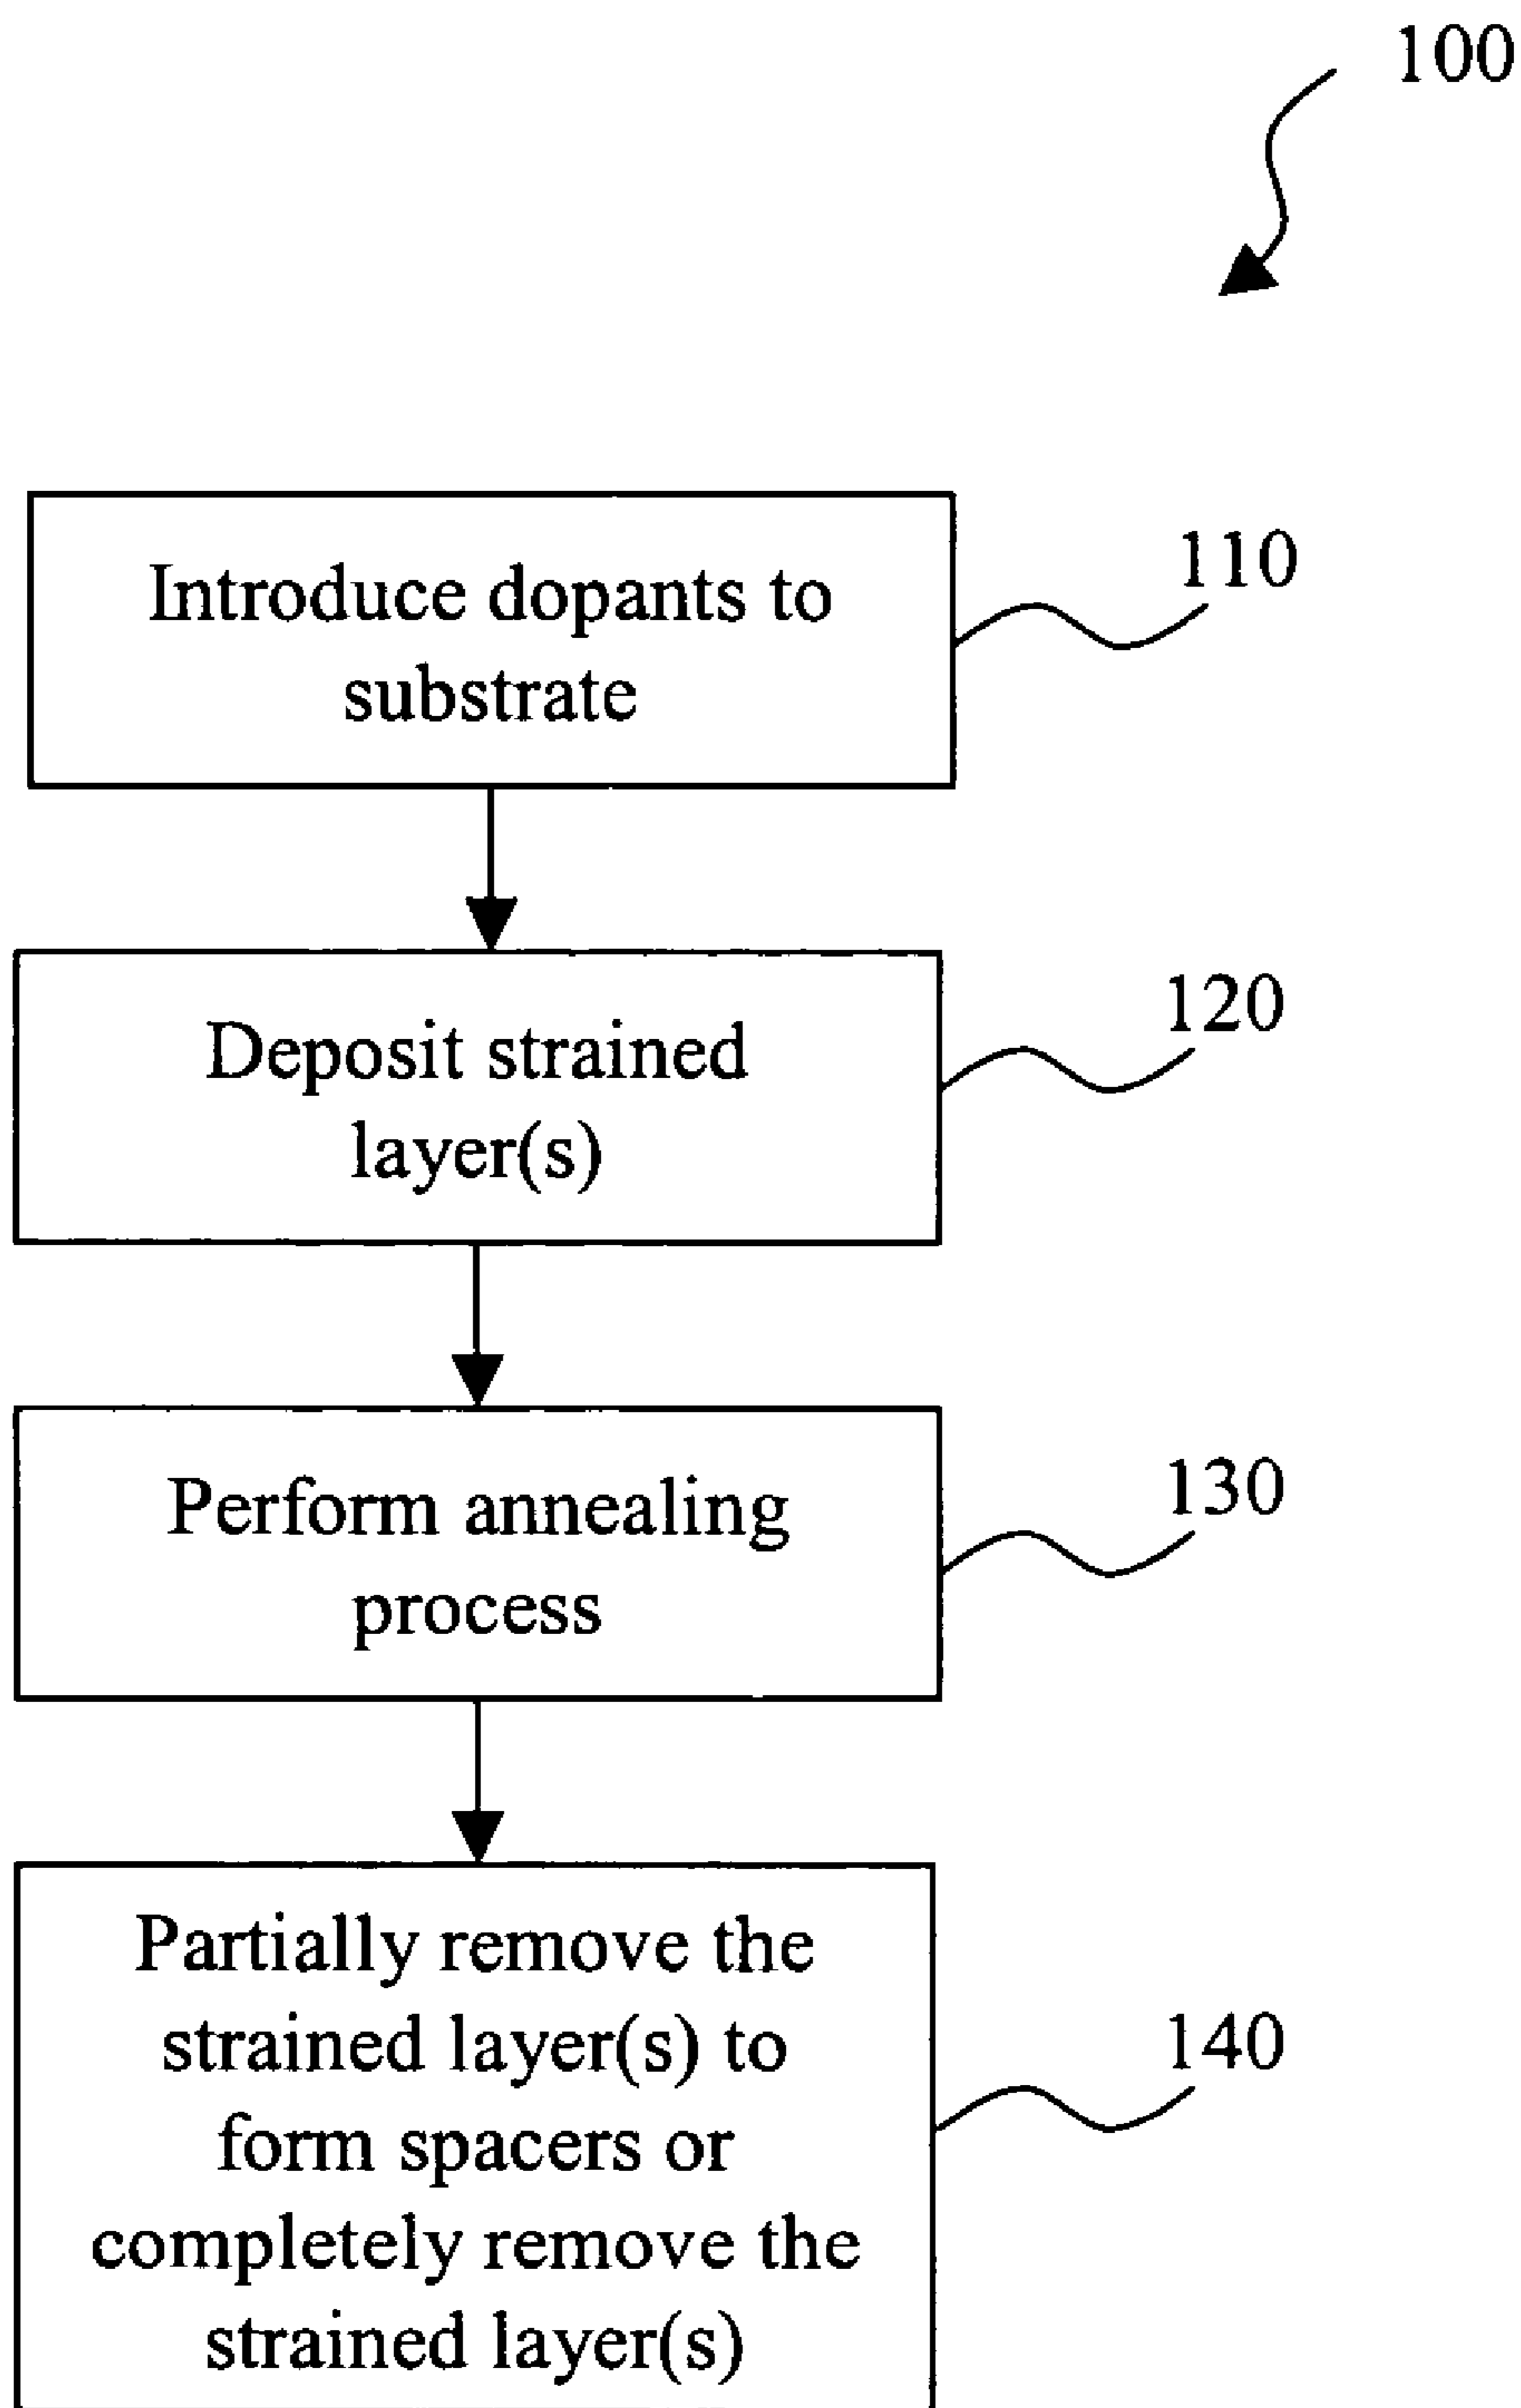 100
Introduce dopants to
substrate
110
Deposit strained
layer(s)
120
Perform annealing
process
130
Partially remove the
strained layer(s) to
form spacers or
completely remove the
strained layer(s)
140